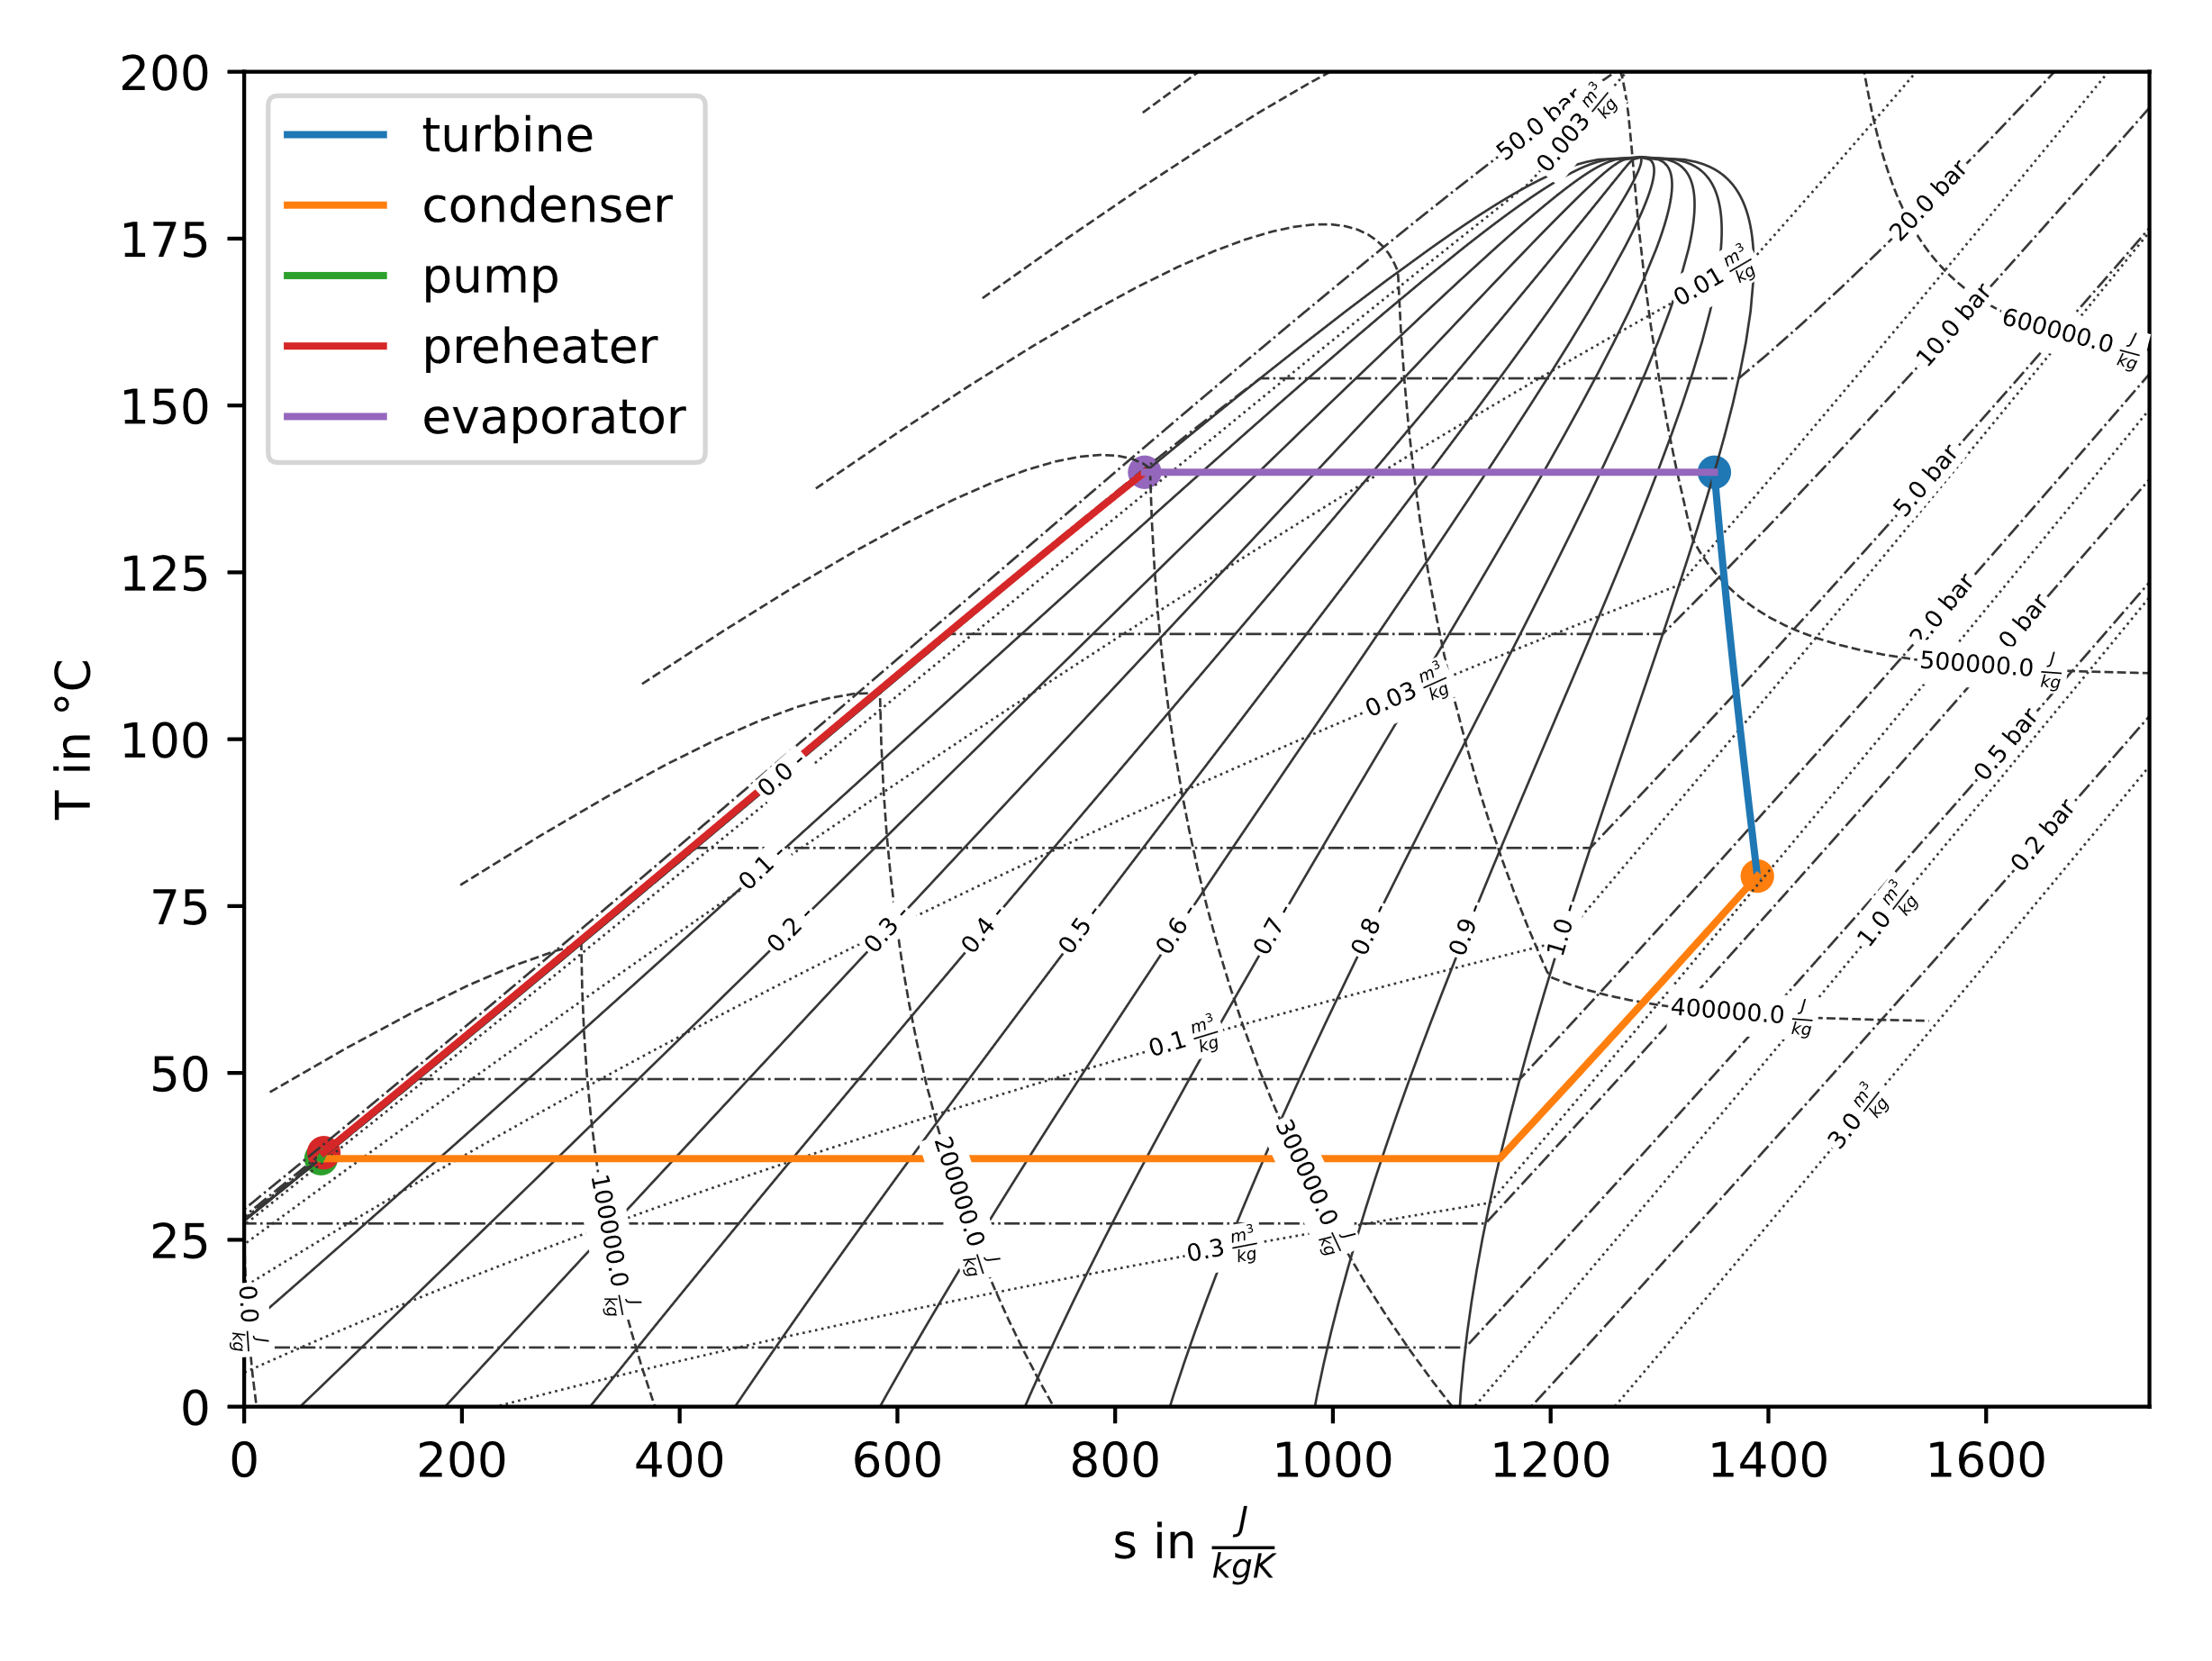 200
175
150
125
100
75
50
25
0
T in °C
turbine
condenser
pump
preheater
evaporator
50.0 bar
0.003 m³/kg
20.0 bar
0.01 m³/kg
10.0 bar
600000.0 J/kg
5.0 bar
2.0 bar
0 bar
500000.0 J/kg
0.03 m³/kg
0.5 bar
0.0
0.2 bar
0.1
0.2
0.3
0.4
0.5
0.6
0.7
0.8
0.9
1.0
1.0 m³/kg
400000.0 J/kg
0.1 m³/kg
3.0 m³/kg
100000.0 J/kg
200000.0 J/kg
300000.0 J/kg
0.3 m³/kg
0.0 J/kg
0 200 400 600 800 1000 1200 1400 1600
s in J/kgK